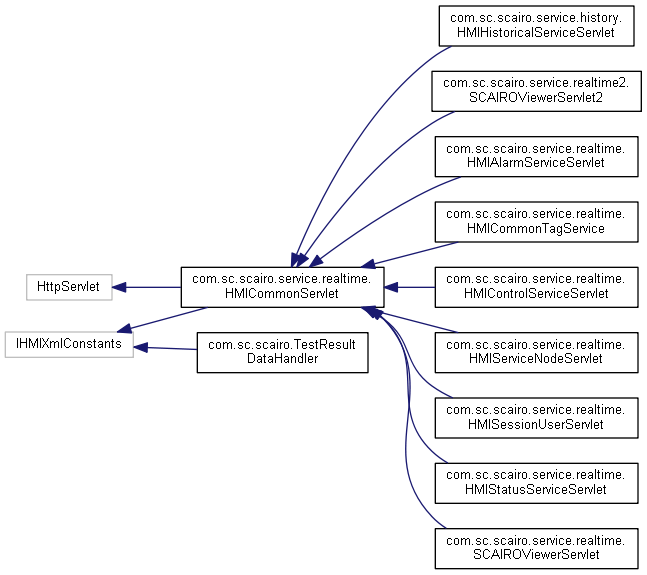 com.sc.scairo.service.history.
HMIHistoricalServiceServlet
com.sc.scairo.service.realtime2.
SCAIROViewerServlet2
com.sc.scairo.service.realtime.
HMIAlarmServiceServlet
com.sc.scairo.service.realtime.
HMICommonTagService
HttpServlet
com.sc.scairo.service.realtime.
HMICommonServlet
com.sc.scairo.service.realtime.
HMIControlServiceServlet
IHMIXmlConstants
com.sc.scairo.TestResult
DataHandler
com.sc.scairo.service.realtime.
HMIServiceNodeServlet
com.sc.scairo.service.realtime.
HMISessionUserServlet
com.sc.scairo.service.realtime.
HMIStatusServiceServlet
com.sc.scairo.service.realtime.
SCAIROViewerServlet